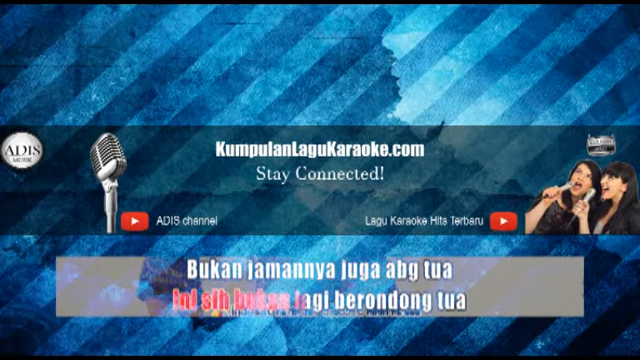 KumpulanLaguKaraoke.com
Stay Connected!
ADIS
MUSIK
ADIS channel
Lagu Karaoke Hits Terbaru
Bukan jamannya juga abg tua
Ini sih bukan lagi berondong tua